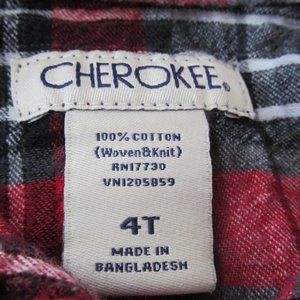 CHEROKEE®
100% COTTON
(Woven&Knit)
RN17730
VN1205859
4T
MADE IN
BANGLADESH